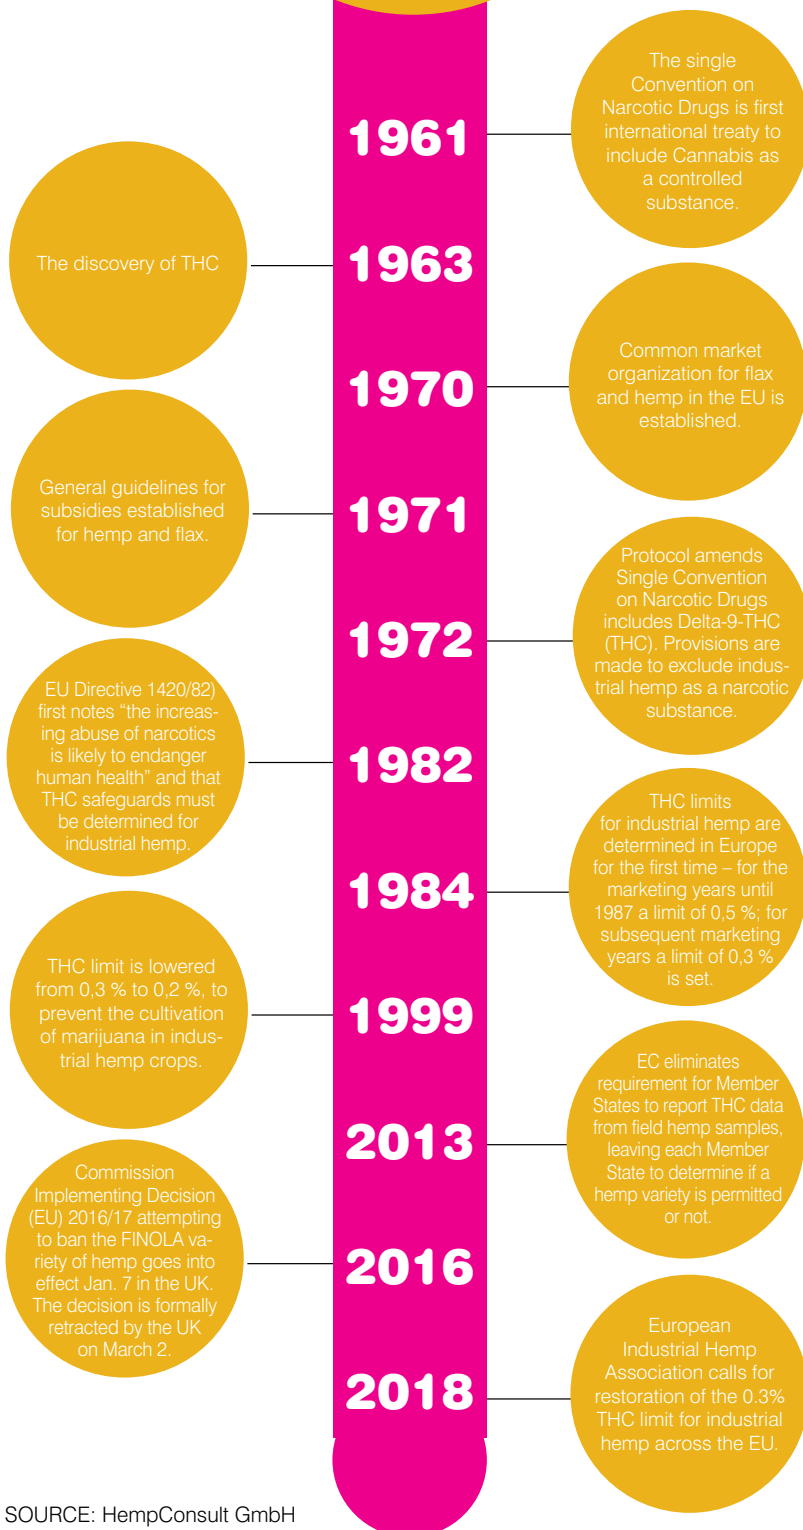 1961
The single
Convention on
Narcotic Drugs is first
international treaty to
include Cannabis as
a controlled
substance.
1963
The discovery of THC
1970
Common market
organization for flax
and hemp in the EU is
established.
1971
General guidelines for
subsidies established
for hemp and flax.
1972
Protocol amends
Single Convention
on Narcotic Drugs
includes Delta-9-THC
(THC). Provisions are
made to exclude indus-
trial hemp as a narcotic
substance.
1982
EU Directive 1420/82)
first notes “the increas-
ing abuse of narcotics
is likely to endanger
human health” and that
THC safeguards must
be determined for
industrial hemp.
1984
THC limits
for industrial hemp are
determined in Europe
for the first time – for the
marketing years until
1987 a limit of 0,5 %; for
subsequent marketing
years a limit of 0,3 %
is set.
1999
THC limit is lowered
from 0,3 % to 0,2 %, to
prevent the cultivation
of marijuana in indus-
trial hemp crops.
2013
EC eliminates
requirement for Member
States to report THC data
from field hemp samples,
leaving each Member
State to determine if a
hemp variety is permitted
or not.
2016
Commission
Implementing Decision
(EU) 2016/17 attempting
to ban the FINOLA va-
riety of hemp goes into
effect Jan. 7 in the UK.
The decision is formally
retracted by the UK
on March 2.
2018
European
Industrial Hemp
Association calls for
restoration of the 0.3%
THC limit for industrial
hemp across the EU.
SOURCE: HempConsult GmbH